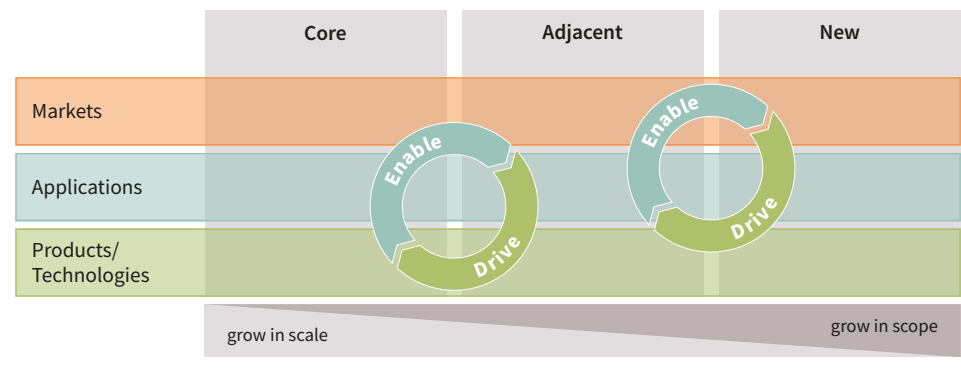 Core
Adjacent
New
Markets
Enable
Enable
Applications
Drive
Products/
Technologies
Drive
grow in scale
grow in scope